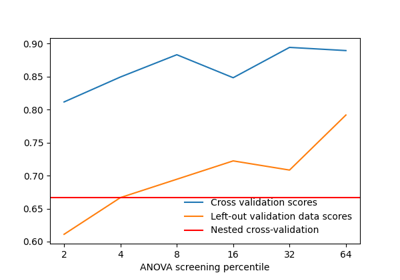 0.90
0.85
0.80
0.75
0.70
0.65
0.60
Cross validation scores
Left-out validation data scores
Nested cross-validation
2 4 8 16 32 64
ANOVA screening percentile